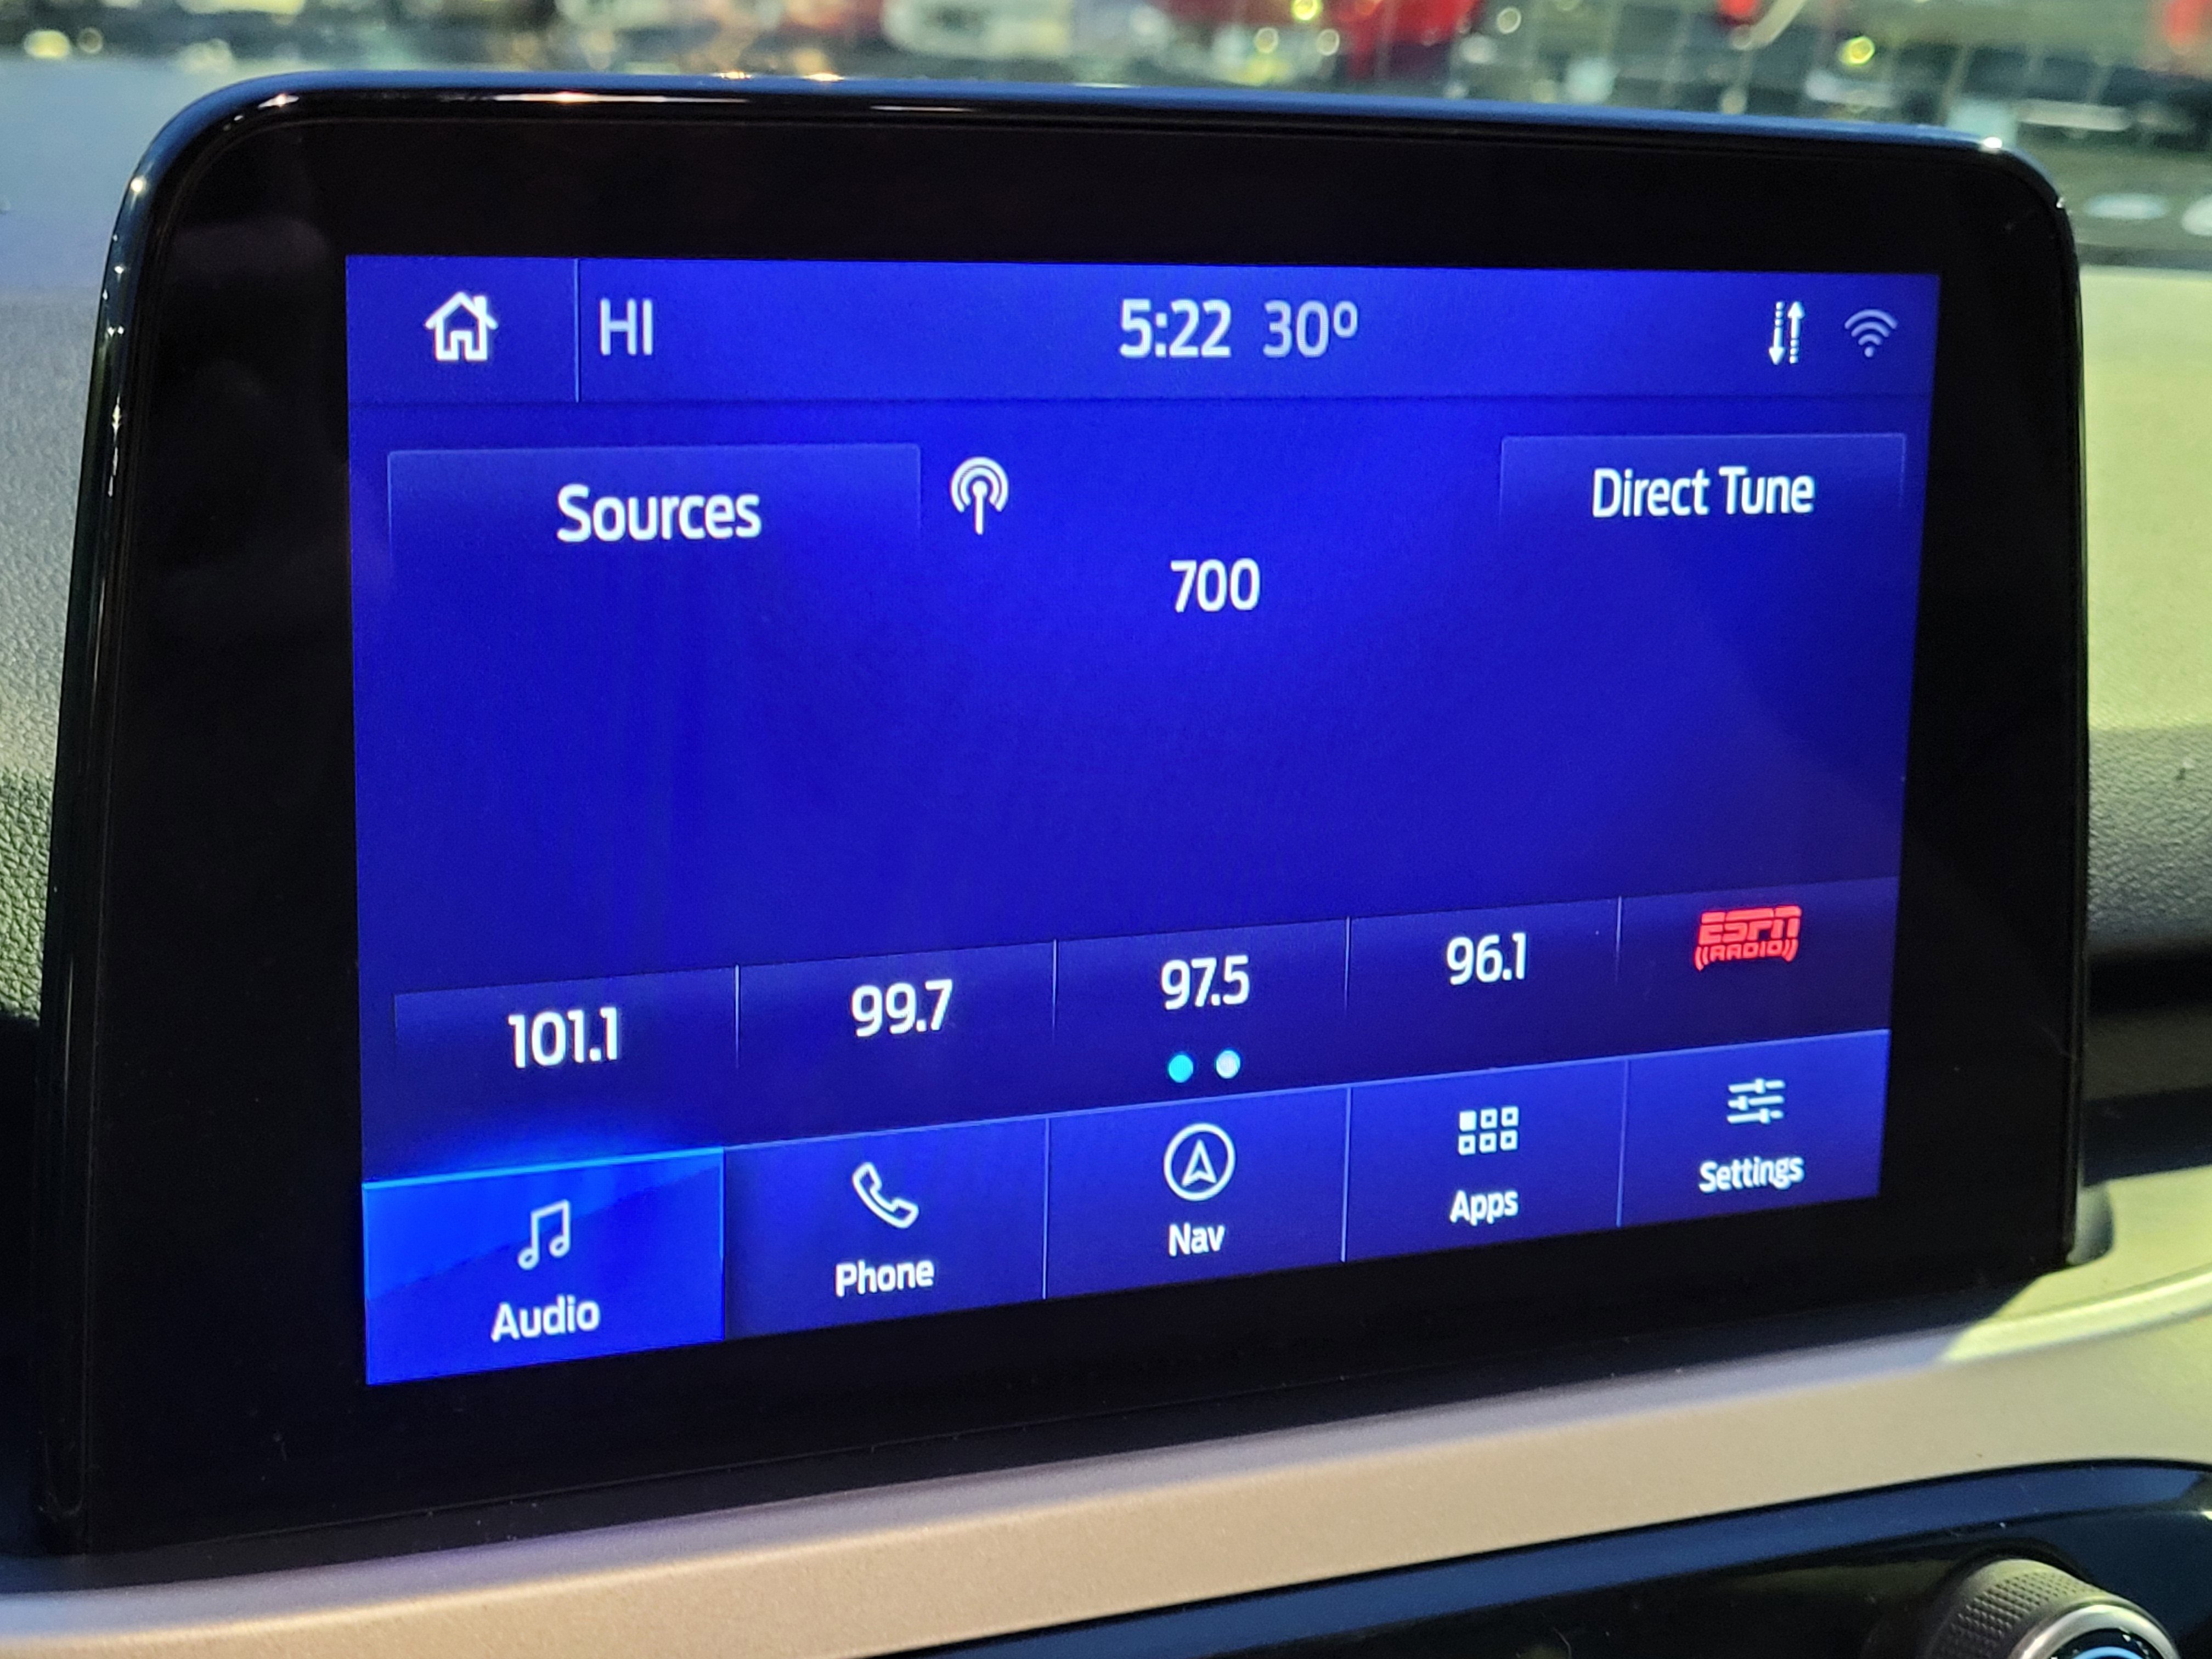 HI 5:22 30º
Sources Direct Tune
700
101.1 99.7 97.5 96.1 ESPN RADIO
Audio Phone Nav Apps Settings